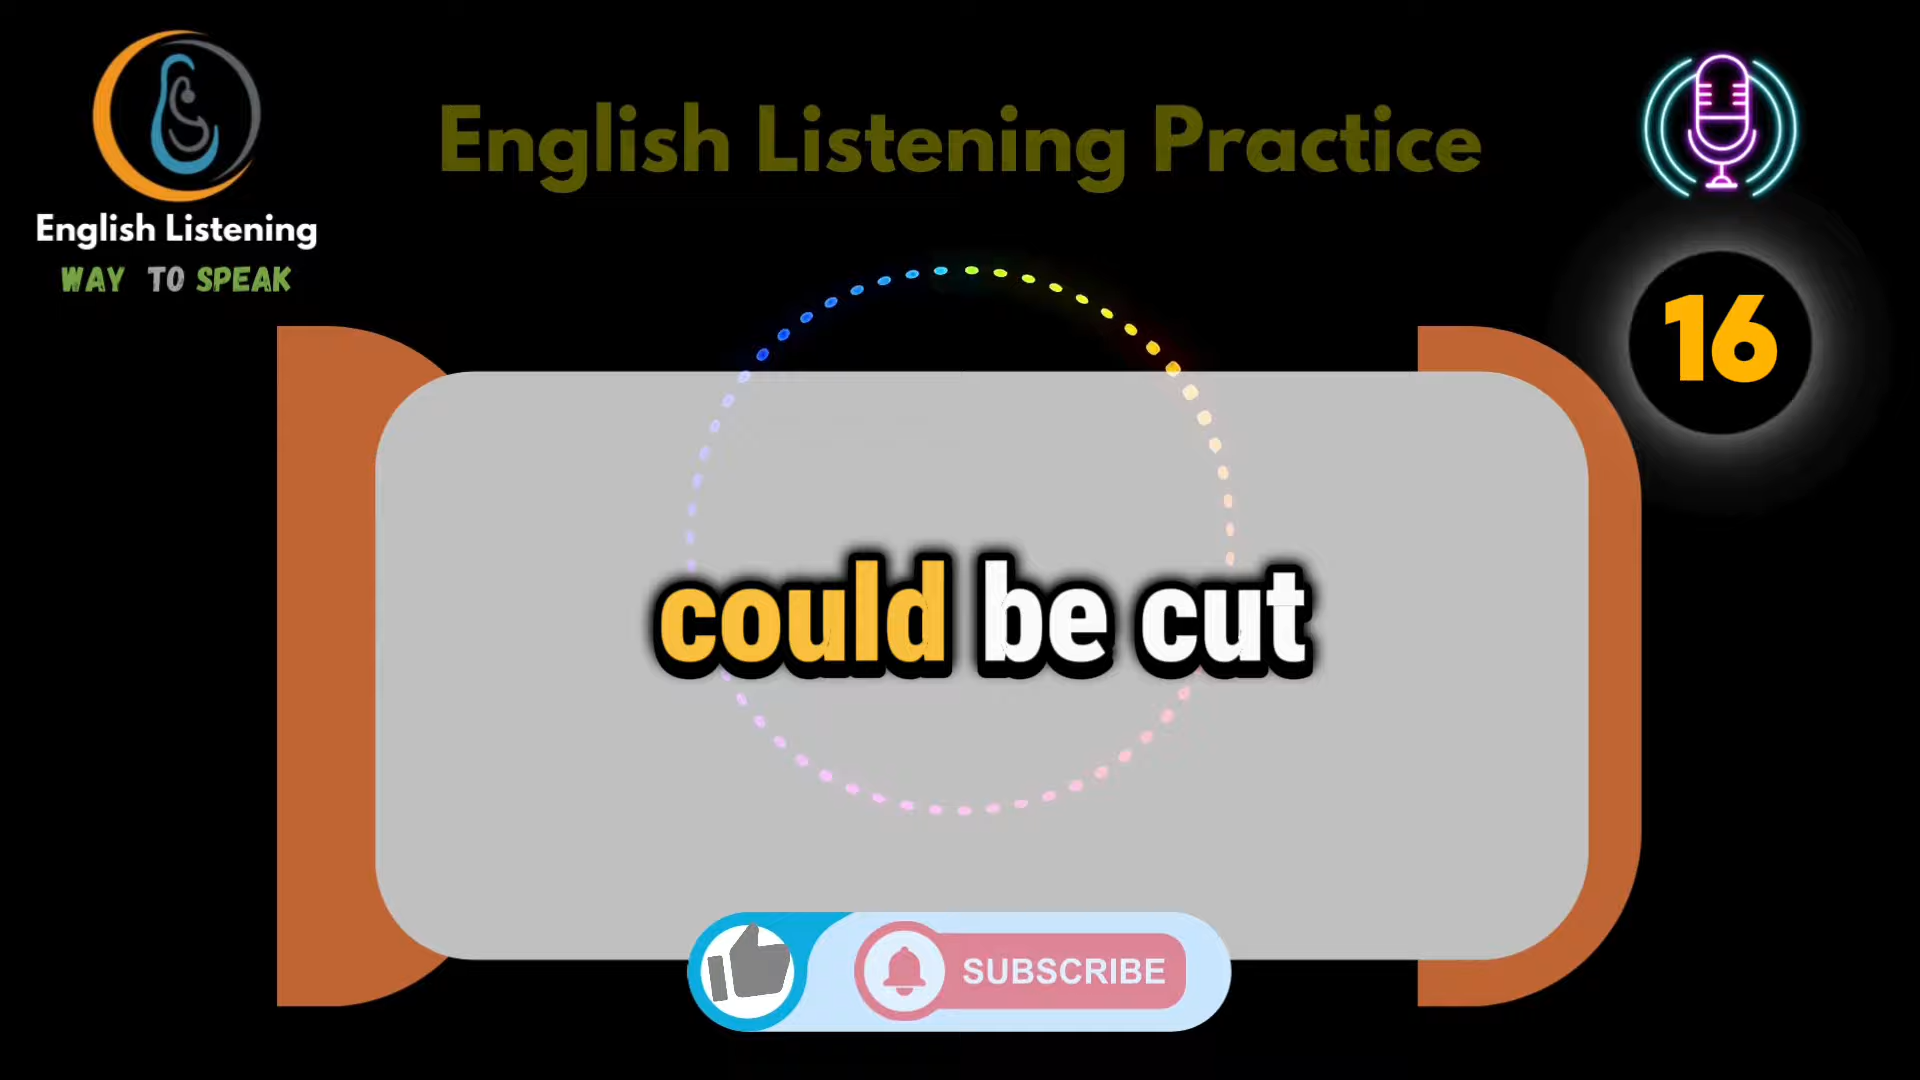 English Listening Practice
English Listening
WAY TO SPEAK
16
could be cut
SUBSCRIBE